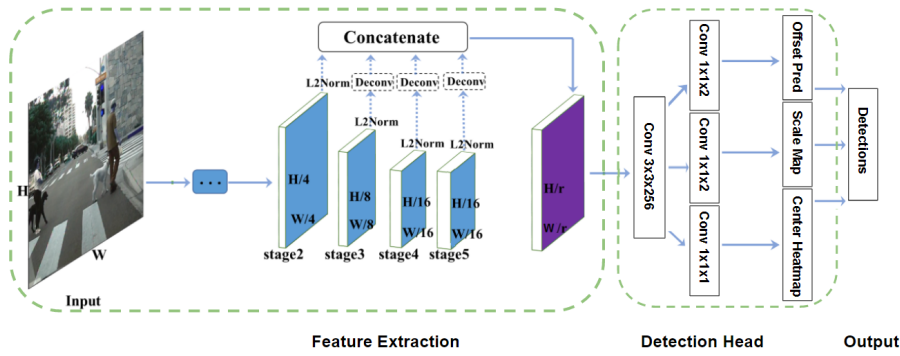 Concatenate
L2Norm
Deconv
Deconv
Deconv
L2Norm
L2Norm
L2Norm
H/4
W/4
H/8
W/8
H/16
W/16
H/16
W/16
H/r
W/r
stage2
stage3
stage4
stage5
H
W
Input
...
Conv 3x3x256
Conv 1x1x2
Conv 1x1x2
Conv 1x1x1
Offset Pred
Scale Map
Center Heatmap
Detections
Feature Extraction
Detection Head
Output